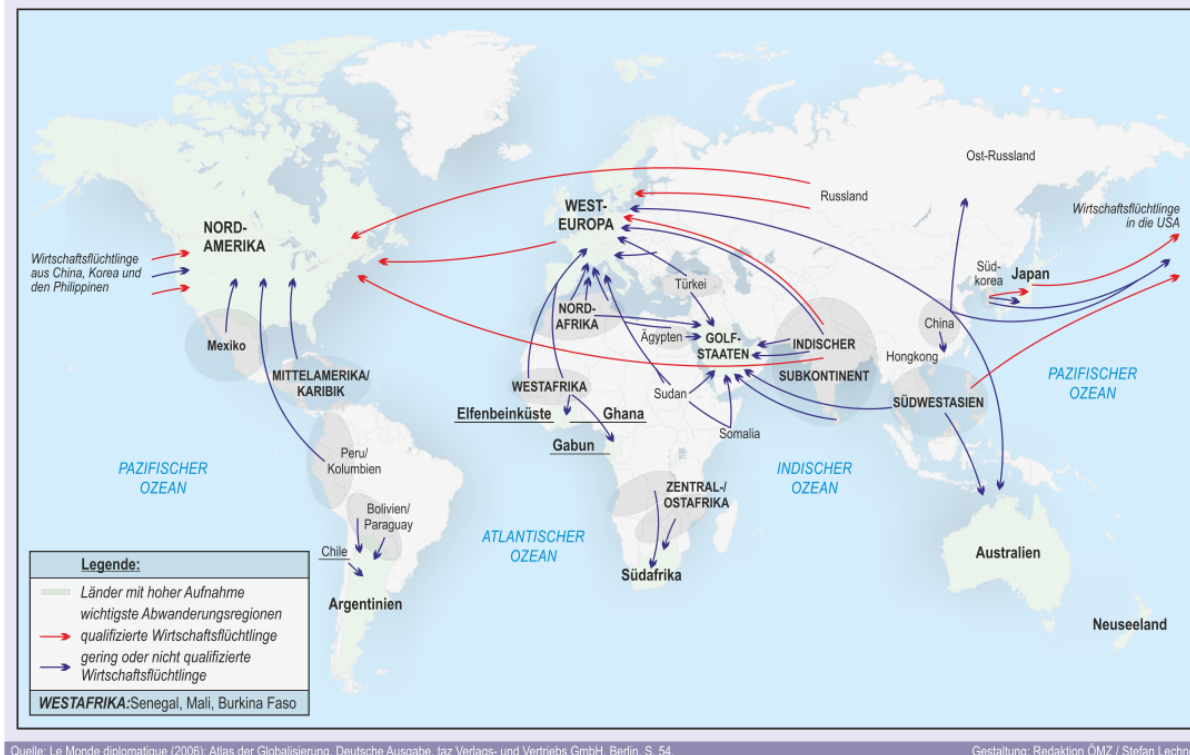 Ost-Russland
Russland
WEST-
EUROPA
NORD-
AMERIKA
Wirtschaftsflüchtlinge
in die USA
Wirtschaftsflüchtlinge
aus China, Korea und
den Philippinen
Süd-
korea
Japan
Türkei
NORD-
AFRIKA
Ägypten
GOLF-
STAATEN
INDISCHER
SUBKONTINENT
China
Hongkong
Mexiko
MITTELAMERIKA/
KARIBIK
WESTAFRIKA
Sudan
SÜDWESTASIEN
PAZIFISCHER
OZEAN
Elfenbeinküste
Ghana
Gabun
Somalia
Peru/
Kolumbien
PAZIFISCHER
OZEAN
INDISCHER
OZEAN
ZENTRAL-/
OSTAFRIKA
Bolivien/
Paraguay
ATLANTISCHER
OZEAN
Chile
Südafrika
Australien
Argentinien
Neuseeland
Legende:
Länder mit hoher Aufnahme
wichtigste Abwanderungsregionen
qualifizierte Wirtschaftsflüchtlinge
gering oder nicht qualifizierte
Wirtschaftsflüchtlinge
WESTAFRIKA:Senegal, Mali, Burkina Faso
Quelle: Le Monde diplomatique (2006): Atlas der Globalisierung. Deutsche Ausgabe, taz Verlags- und Vertriebs GmbH, Berlin, S. 54.
Gestaltung: Redaktion ÖMZ / Stefan